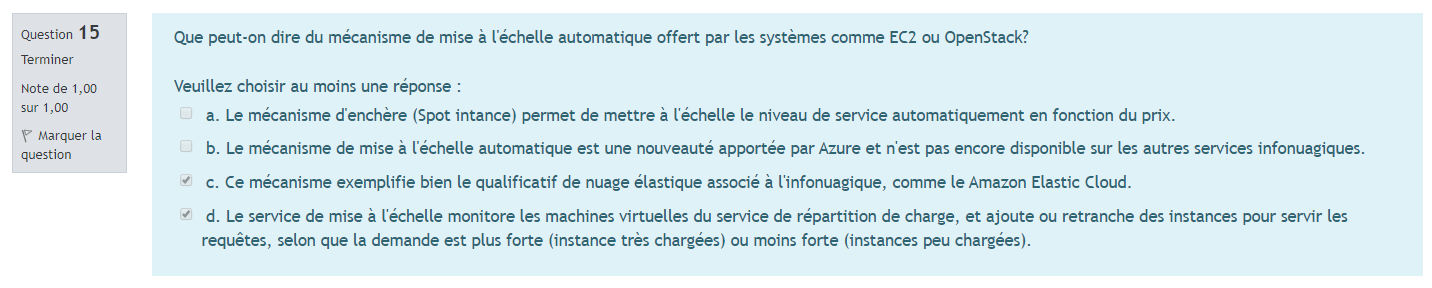 Question 15
Terminer
Note de 1,00
sur 1,00
Marquer la
question
Que peut-on dire du mécanisme de mise à l'échelle automatique offert par les systèmes comme EC2 ou OpenStack?
Veuillez choisir au moins une réponse :
a. Le mécanisme d'enchère (Spot intance) permet de mettre à l'échelle le niveau de service automatiquement en fonction du prix.
b. Le mécanisme de mise à l'échelle automatique est une nouveauté apportée par Azure et n'est pas encore disponible sur les autres services infonuagiques.
c. Ce mécanisme exemplifie bien le qualificatif de nuage élastique associé à l'infonuagique, comme le Amazon Elastic Cloud.
d. Le service de mise à l'échelle monitore les machines virtuelles du service de répartition de charge, et ajoute ou retranche des instances pour servir les
requêtes, selon que la demande est plus forte (instance très chargées) ou moins forte (instances peu chargées).